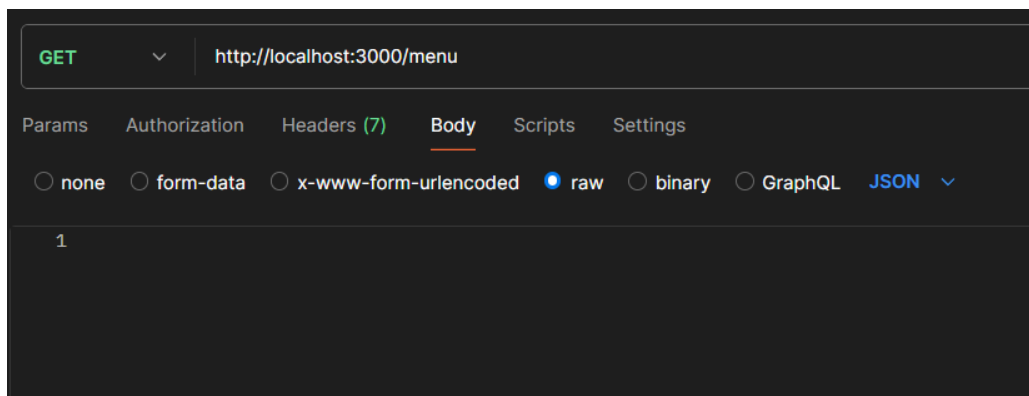 GET http://localhost:3000/menu
Params Authorization Headers (7) Body Scripts Settings
none form-data x-www-form-urlencoded raw binary GraphQL JSON
1